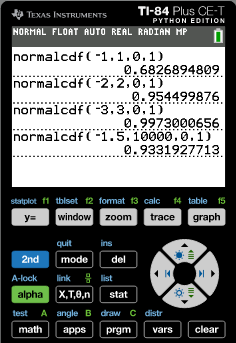 TEXAS INSTRUMENTS TI-84 Plus CE-T
PYTHON EDITION
NORMAL FLOAT AUTO REAL RADIAN MP
normalcdf(-1,1,0,1)
0.6826894809
normalcdf(-2,2,0,1)
0.954499876
normalcdf(-3,3,0,1)
0.9973000656
normalcdf(-1.5,10000,0,1)
0.9331927713
statplot f1 tblset f2 format f3 calc f4 table f5
y= window zoom trace graph
quit ins
2nd mode del
A-lock link list
alpha X,T,θ,n stat
test A angle B draw C distr
math apps prgm vars clear